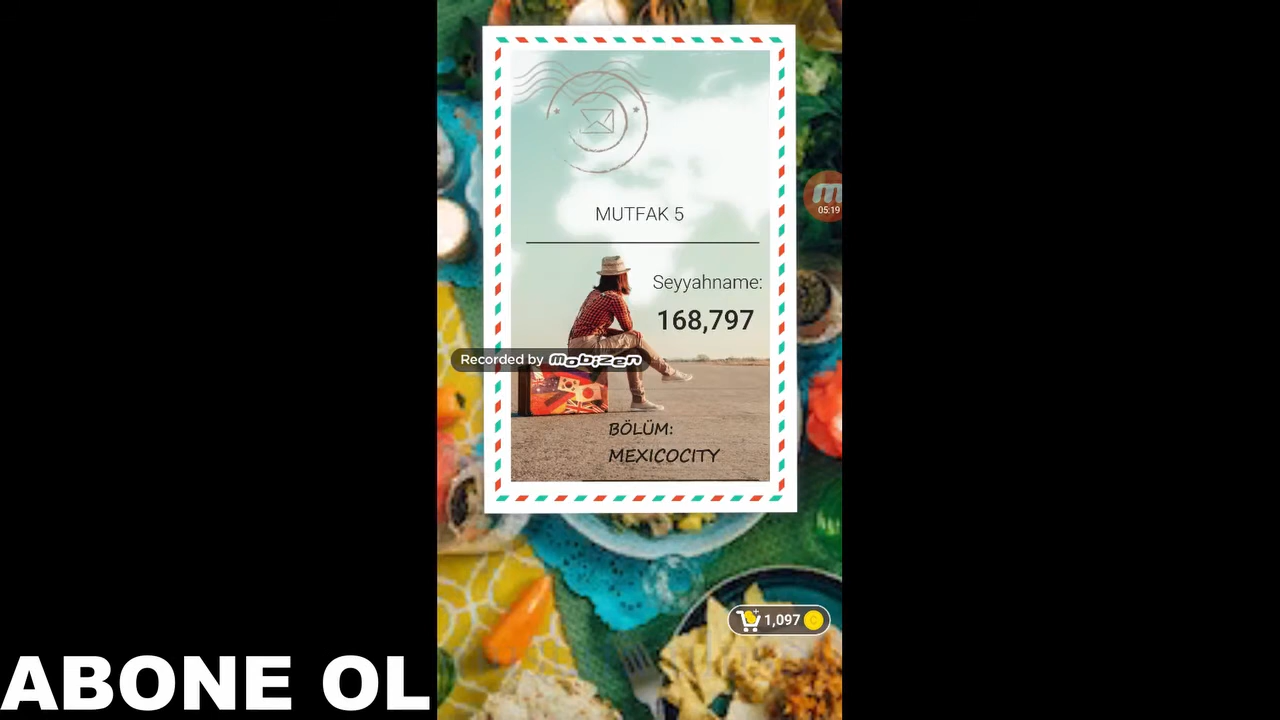 MUTFAK 5
m
05:19
Seyyahname:
168,797
Recorded by mobizen
BÖLÜM:
MEXICOCITY
1,097
ABONE OL